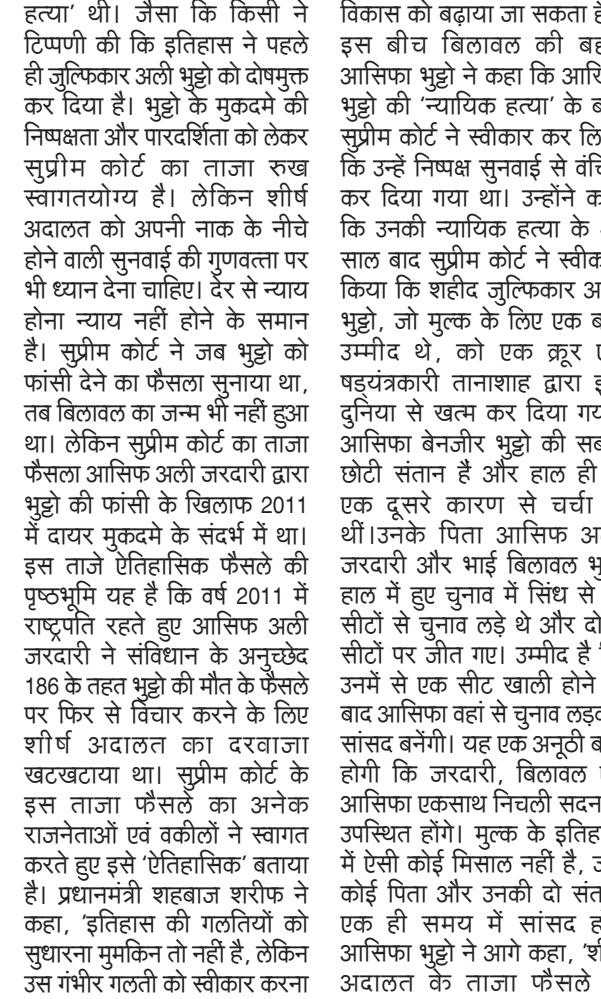 हत्या' थी। जैसा कि किसी ने
टिप्पणी की कि इतिहास ने पहले
ही जुल्फिकार अली भुट्टो को दोषमुक्त
कर दिया है। भुट्टो के मुकदमे की
निष्पक्षता और पारदर्शिता को लेकर
सुप्रीम कोर्ट का ताजा रुख
स्वागतयोग्य है। लेकिन शीर्ष
अदालत को अपनी नाक के नीचे
होने वाली सुनवाई की गुणवत्ता पर
भी ध्यान देना चाहिए। देर से न्याय
होना न्याय नहीं होने के समान
है। सुप्रीम कोर्ट ने जब भुट्टो को
फांसी देने का फैसला सुनाया था,
तब बिलावल का जन्म भी नहीं हुआ
था। लेकिन सुप्रीम कोर्ट का ताजा
फैसला आसिफ अली जरदारी द्वारा
भुट्टो की फांसी के खिलाफ 2011
में दायर मुकदमे के संदर्भ में था।
इस ताजे ऐतिहासिक फैसले की
पृष्ठभूमि यह है कि वर्ष 2011 में
राष्ट्रपति रहते हुए आसिफ अली
जरदारी ने संविधान के अनुच्छेद
186 के तहत भुट्टो की मौत के फैसले
पर फिर से विचार करने के लिए
शीर्ष अदालत का दरवाजा
खटखटाया था। सुप्रीम कोर्ट के
इस ताजा फैसले का अनेक
राजनेताओं एवं वकीलों ने स्वागत
करते हुए इसे 'ऐतिहासिक' बताया
है। प्रधानमंत्री शहबाज शरीफ ने
कहा, 'इतिहास की गलतियों को
सुधारना मुमकिन तो नहीं है, लेकिन
उस गंभीर गलती को स्वीकार करना
विकास को बढ़ाया जा सकता
इस बीच बिलावल की
आसिफा भुट्टो ने कहा कि
भुट्टो की 'न्यायिक हत्या' के
सुप्रीम कोर्ट ने स्वीकार कर
कि उन्हें निष्पक्ष सुनवाई से
कर दिया गया था। उन्होंने
कि उनकी न्यायिक हत्या के
साल बाद सुप्रीम कोर्ट ने
किया कि शहीद जुल्फिकार
भुट्टो, जो मुल्क के लिए एक
उम्मीद थे, को एक क्रूर
षड्यंत्रकारी तानाशाह द्वारा
दुनिया से खत्म कर दिया
आसिफा बेनजीर भुट्टो की
छोटी संतान हैं और हाल ही
एक दूसरे कारण से चर्चा
थीं।उनके पिता आसिफ
जरदारी और भाई बिलावल
हाल में हुए चुनाव में सिंध से
सीटों से चुनाव लड़े थे और
सीटों पर जीत गए। उम्मीद है
उनमें से एक सीट खाली होने
बाद आसिफा वहां से चुनाव
सांसद बनेंगी। यह एक अनूठी
होगी कि जरदारी, बिलावल
आसिफा एकसाथ निचली सदन
उपस्थित होंगे। मुल्क के
में ऐसी कोई मिसाल नहीं है,
कोई पिता और उनकी दो
एक ही समय में सांसद
आसिफा भुट्टो ने आगे कहा,
अदालत के ताजा फैसले